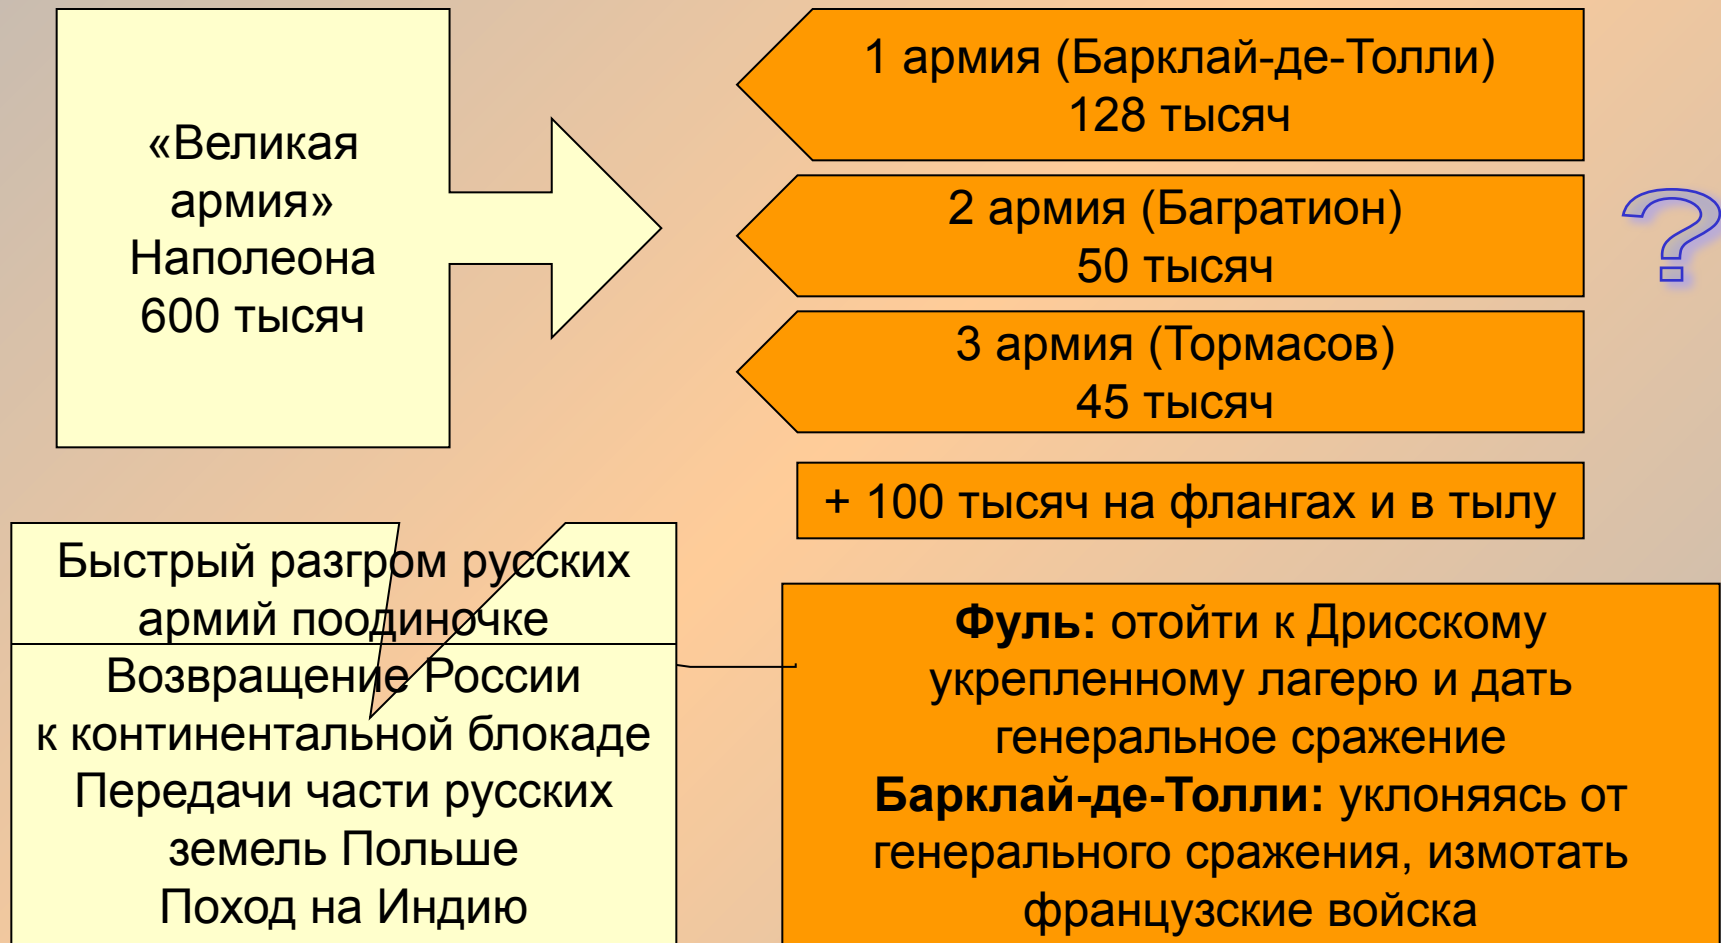 «Великая
армия»
Наполеона
600 тысяч
1 армия (Барклай-де-Толли)
128 тысяч
2 армия (Багратион)
50 тысяч
3 армия (Тормасов)
45 тысяч
?
+ 100 тысяч на флангах и в тылу
Быстрый разгром русских
армий поодиночке
Возвращение России
к континентальной блокаде
Передачи части русских
земель Польше
Поход на Индию
Фуль: отойти к Дрисскому
укрепленному лагерю и дать
генеральное сражение
Барклай-де-Толли: уклоняясь от
генерального сражения, измотать
французские войска